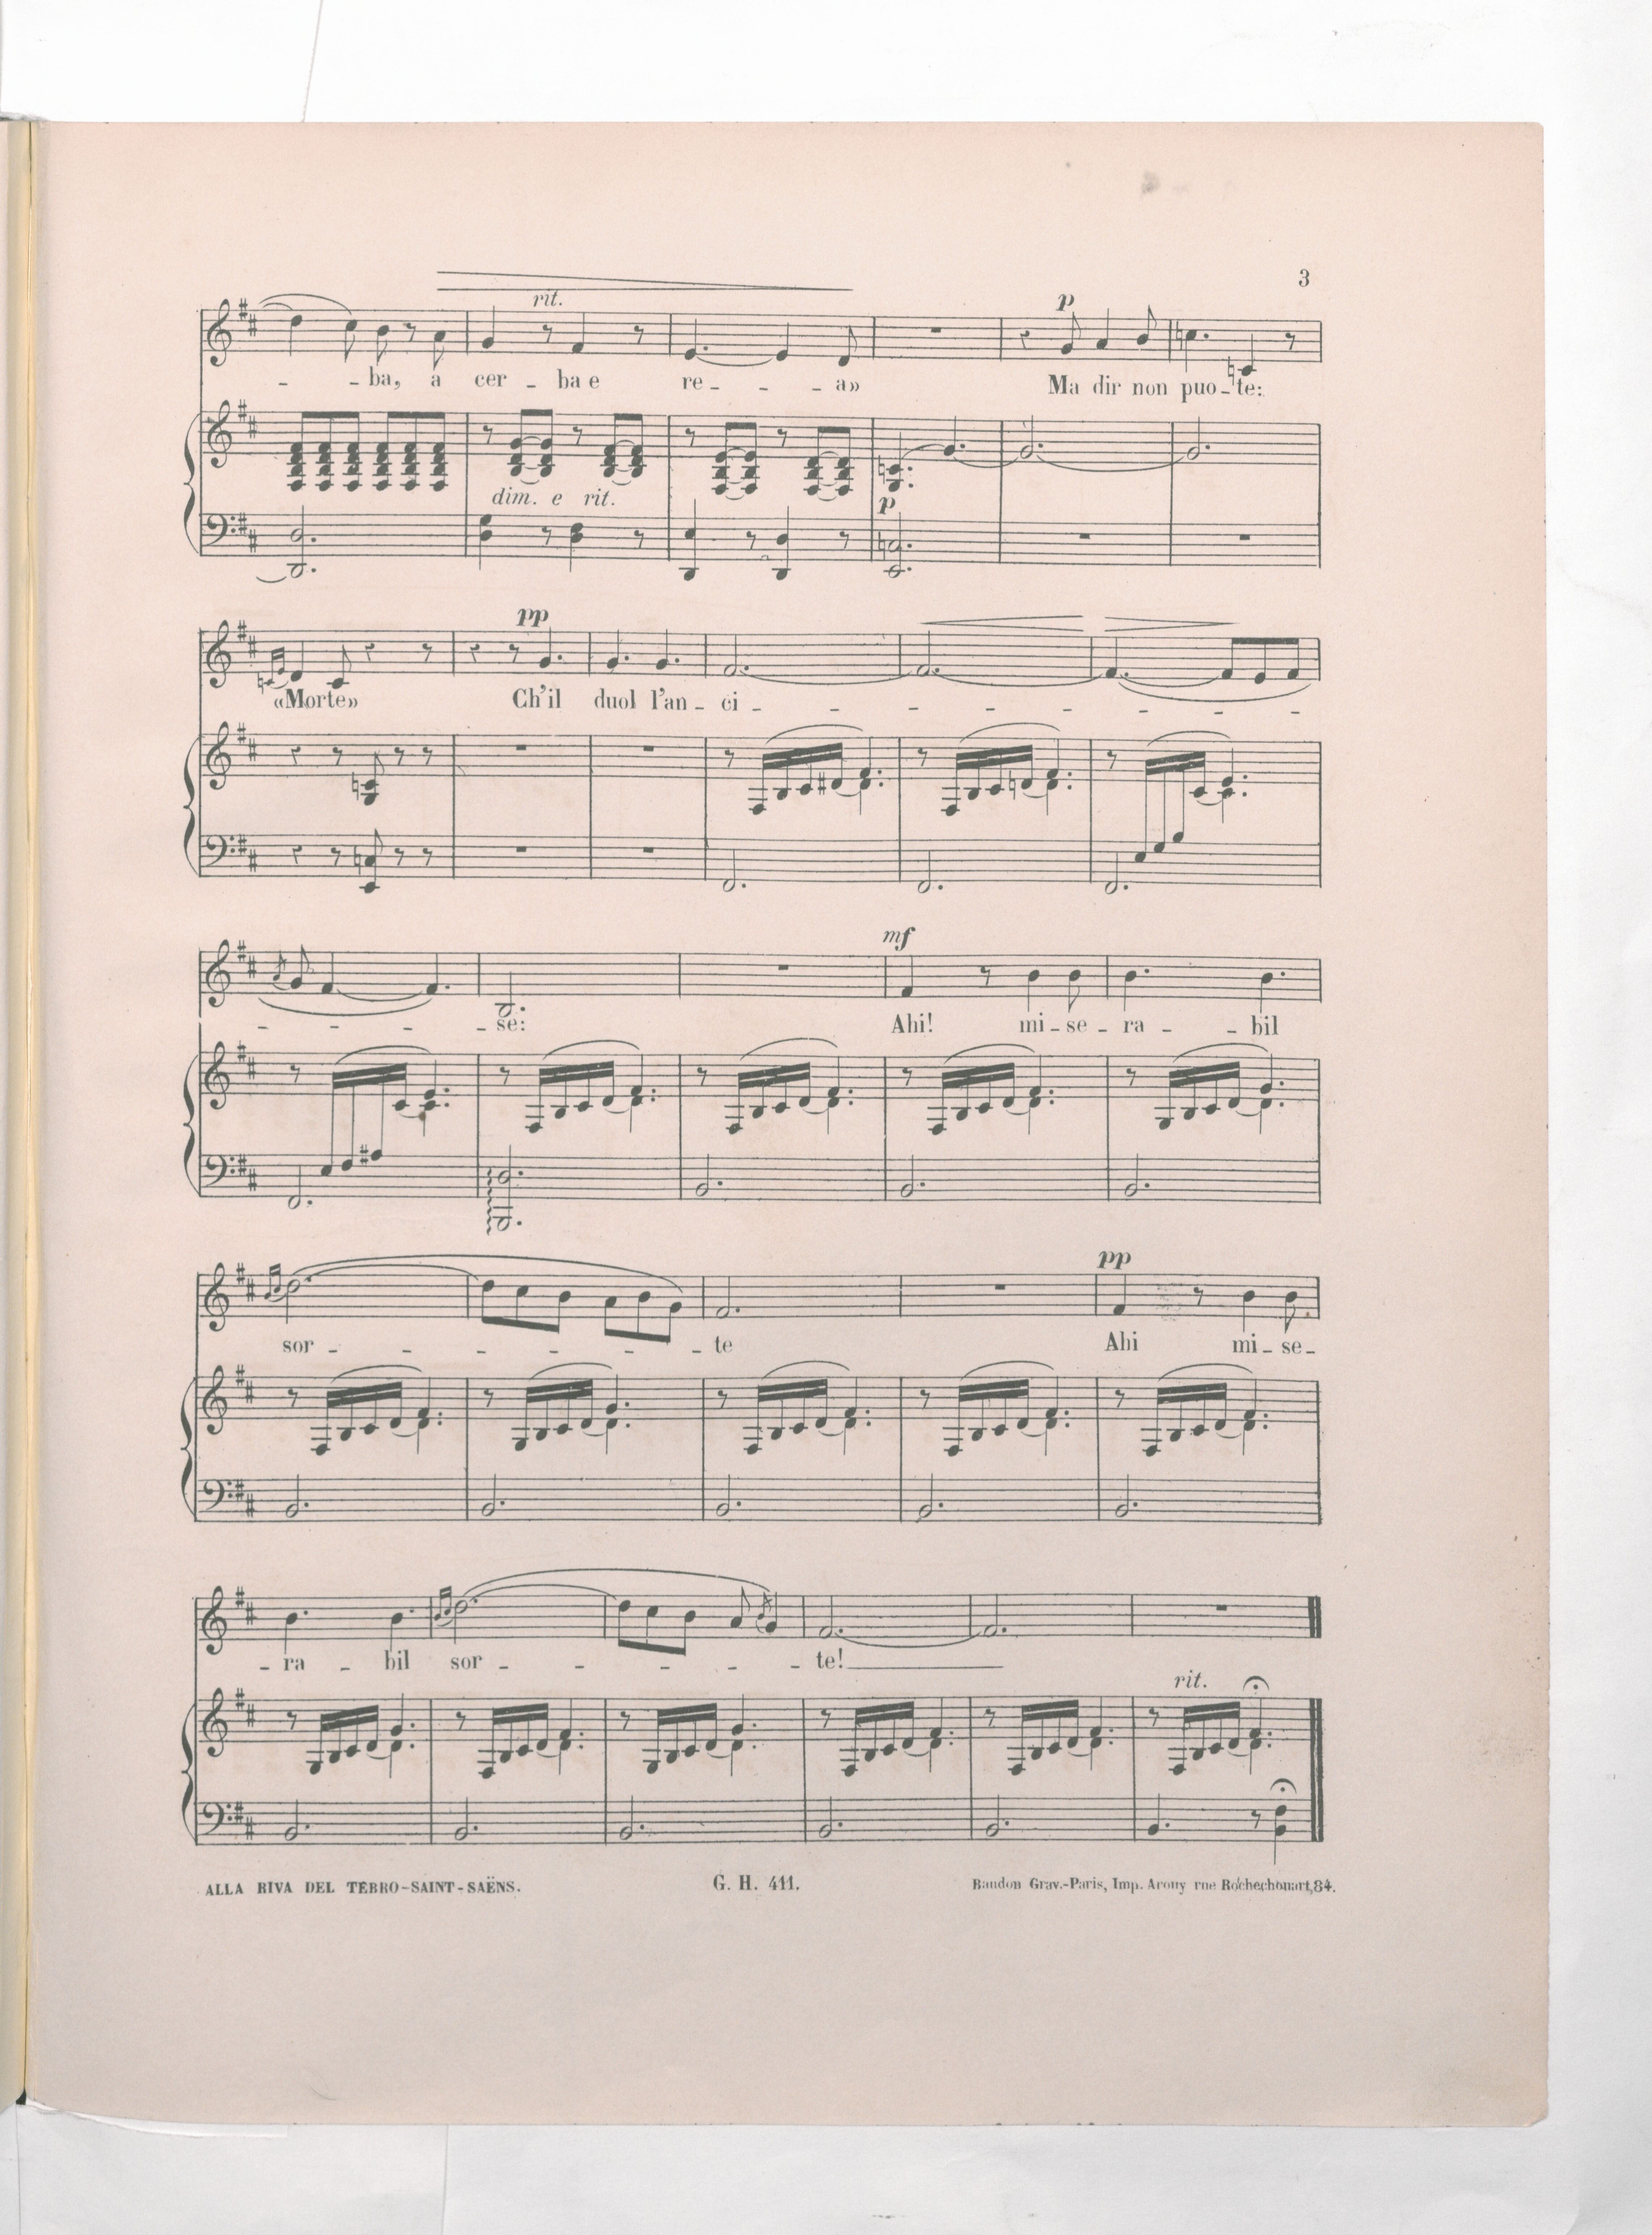 3
rit.
p
- - ba, a cer - ba e re - - - a» Ma dir non puo - te:
dim. e rit.
p
pp
«Morte» Ch'il duol l'an - ci - - - - - - - -
mf
- - - - se: Ahi! mi - se - ra - - bil
pp
sor - - - - - - te Ahi mi - se -
- ra - bil sor - - - - te!
rit.
ALLA RIVA DEL TEBRO-SAINT-SAËNS. G. H. 411. Baudon Grav.-Paris, Imp. Arouy rue Rochechouart, 84.